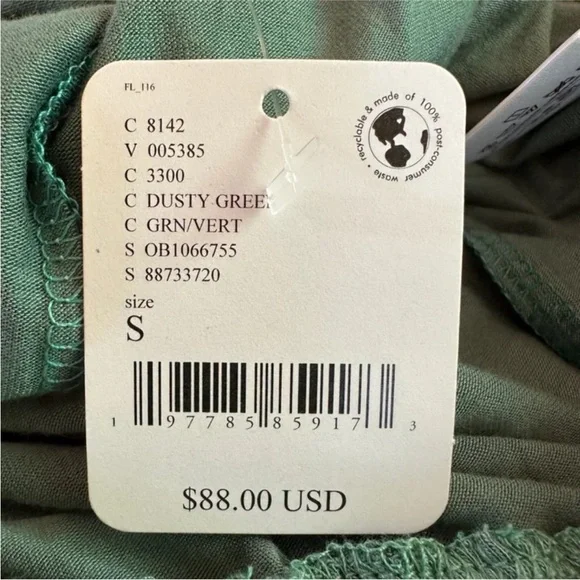 FL_116
recyclable & made of 100% post-consumer waste •
C 8142
V 005385
C 3300
C DUSTY GREEN
C GRN/VERT
S OB1066755
S 88733720
size
S
1 97785 85917 3
$88.00 USD